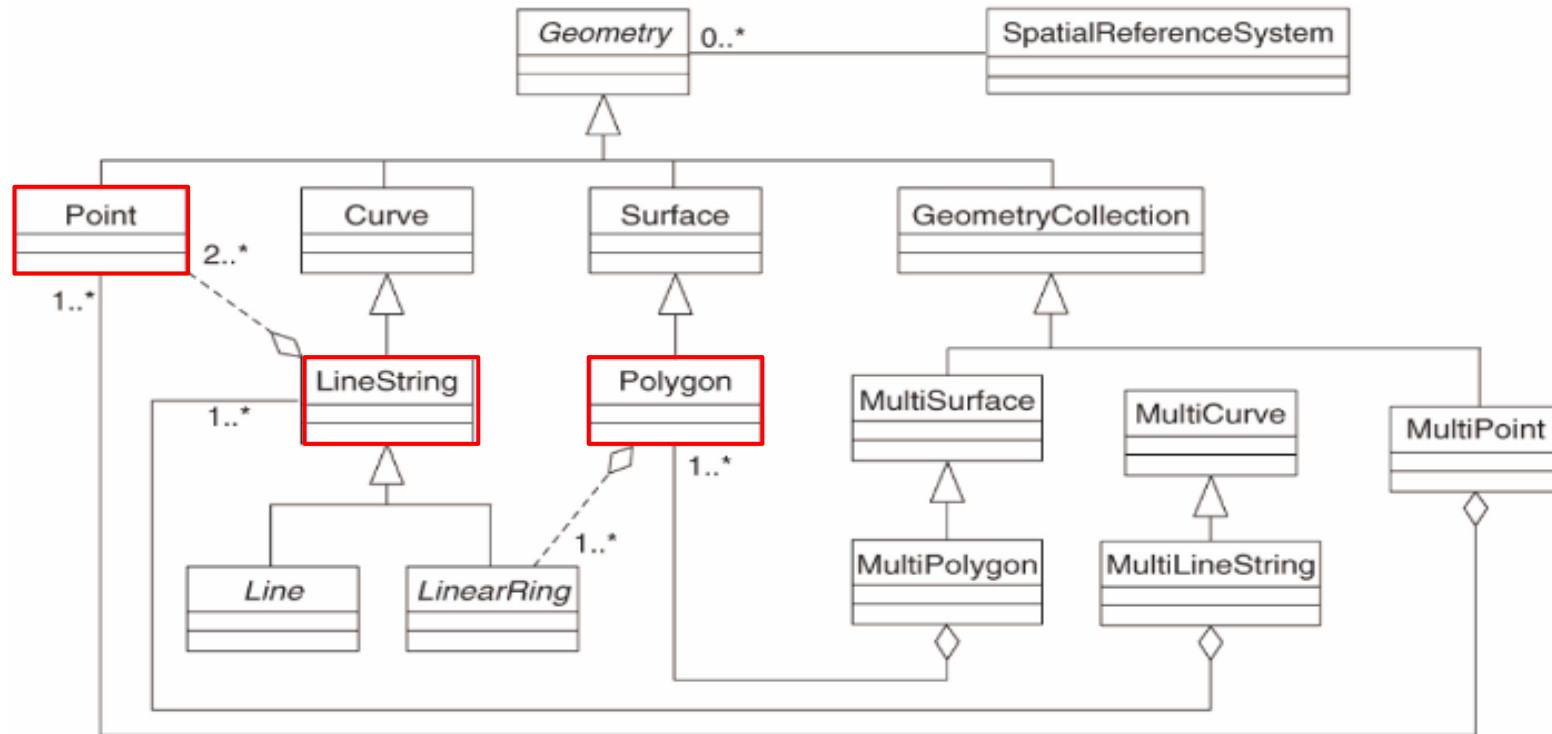 Geometry
0..*
SpatialReferenceSystem
Point
Curve
Surface
GeometryCollection
2..*
1..*
LineString
Polygon
MultiSurface
MultiCurve
MultiPoint
1..*
1..*
1..*
Line
LinearRing
MultiPolygon
MultiLineString